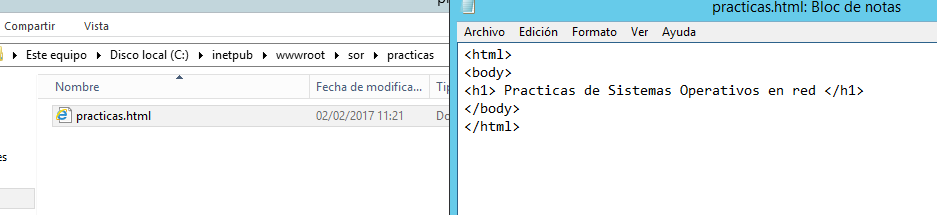 Compartir Vista
Este equipo Disco local (C:) inetpub wwwroot sor practicas
Nombre Fecha de modifica...
practicas.html 02/02/2017 11:21
es
practicas.html: Bloc de notas
Archivo Edición Formato Ver Ayuda
<html>
<body>
<h1> Practicas de Sistemas Operativos en red </h1>
</body>
</html>